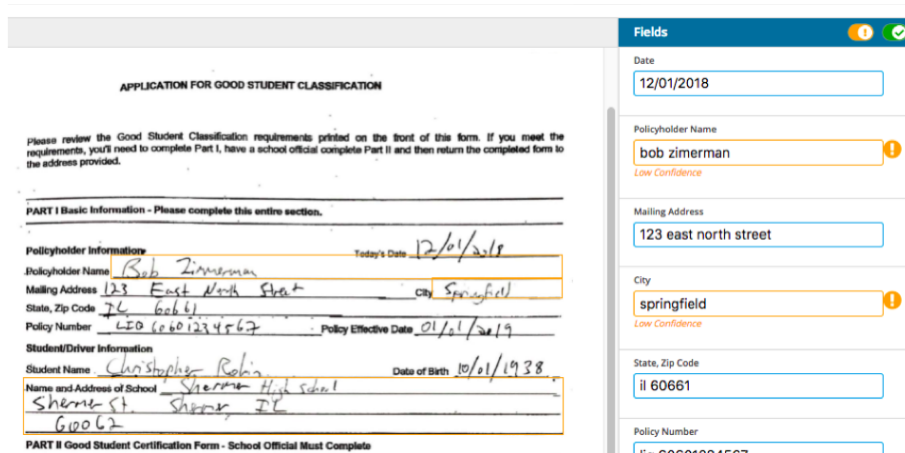 APPLICATION FOR GOOD STUDENT CLASSIFICATION
Please review the Good Student Classification requirements printed on the front of this form. If you meet the
requirements, you'll need to complete Part I, have a school official complete Part II and then return the completed form to
the address provided.
PART I Basic Information - Please complete this entire section.
Policyholder Information Today's Date 12/01/2018
Policyholder Name Bob Zimmerman
Mailing Address 123 East North Street City Springfield
State, Zip Code IL 60661
Policy Number LIG 60601234567 Policy Effective Date 01/01/2019
Student/Driver Information
Student Name Christopher Robin Date of Birth 10/01/1938
Name and Address of School Shermer High School
Shermer St. Shermer, IL
60062
PART II Good Student Certification Form - School Official Must Complete
Fields
Date
12/01/2018
Policyholder Name
bob zimerman
Low Confidence
Mailing Address
123 east north street
City
springfield
Low Confidence
State, Zip Code
il 60661
Policy Number